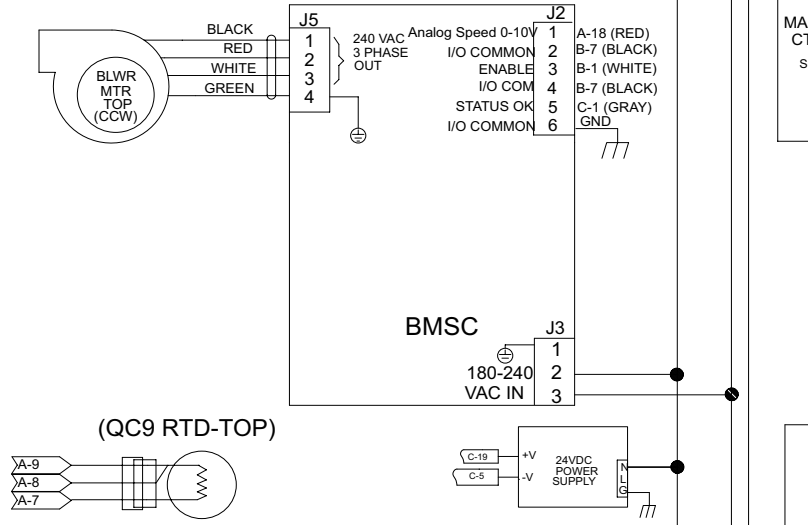 BLACK
RED
WHITE
GREEN
BLWR
MTR
TOP
(CCW)
J5
1
2
3
4
240 VAC
3 PHASE
OUT
J2
Analog Speed 0-10V 1 A-18 (RED)
I/O COMMON 2 B-7 (BLACK)
ENABLE 3 B-1 (WHITE)
I/O COM 4 B-7 (BLACK)
STATUS OK 5 C-1 (GRAY)
I/O COMMON 6 GND
MA
CT
S
BMSC
J3
1
180-240 2
VAC IN 3
(QC9 RTD-TOP)
A-9
A-8
A-7
C-19 +V
C-5 -V
24VDC
POWER
SUPPLY
N
L
G